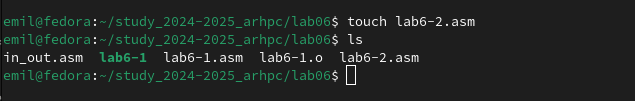 emil@fedora:~/study_2024-2025_arhpc/lab06$ touch lab6-2.asm
emil@fedora:~/study_2024-2025_arhpc/lab06$ ls
in_out.asm  lab6-1  lab6-1.asm  lab6-1.o  lab6-2.asm
emil@fedora:~/study_2024-2025_arhpc/lab06$